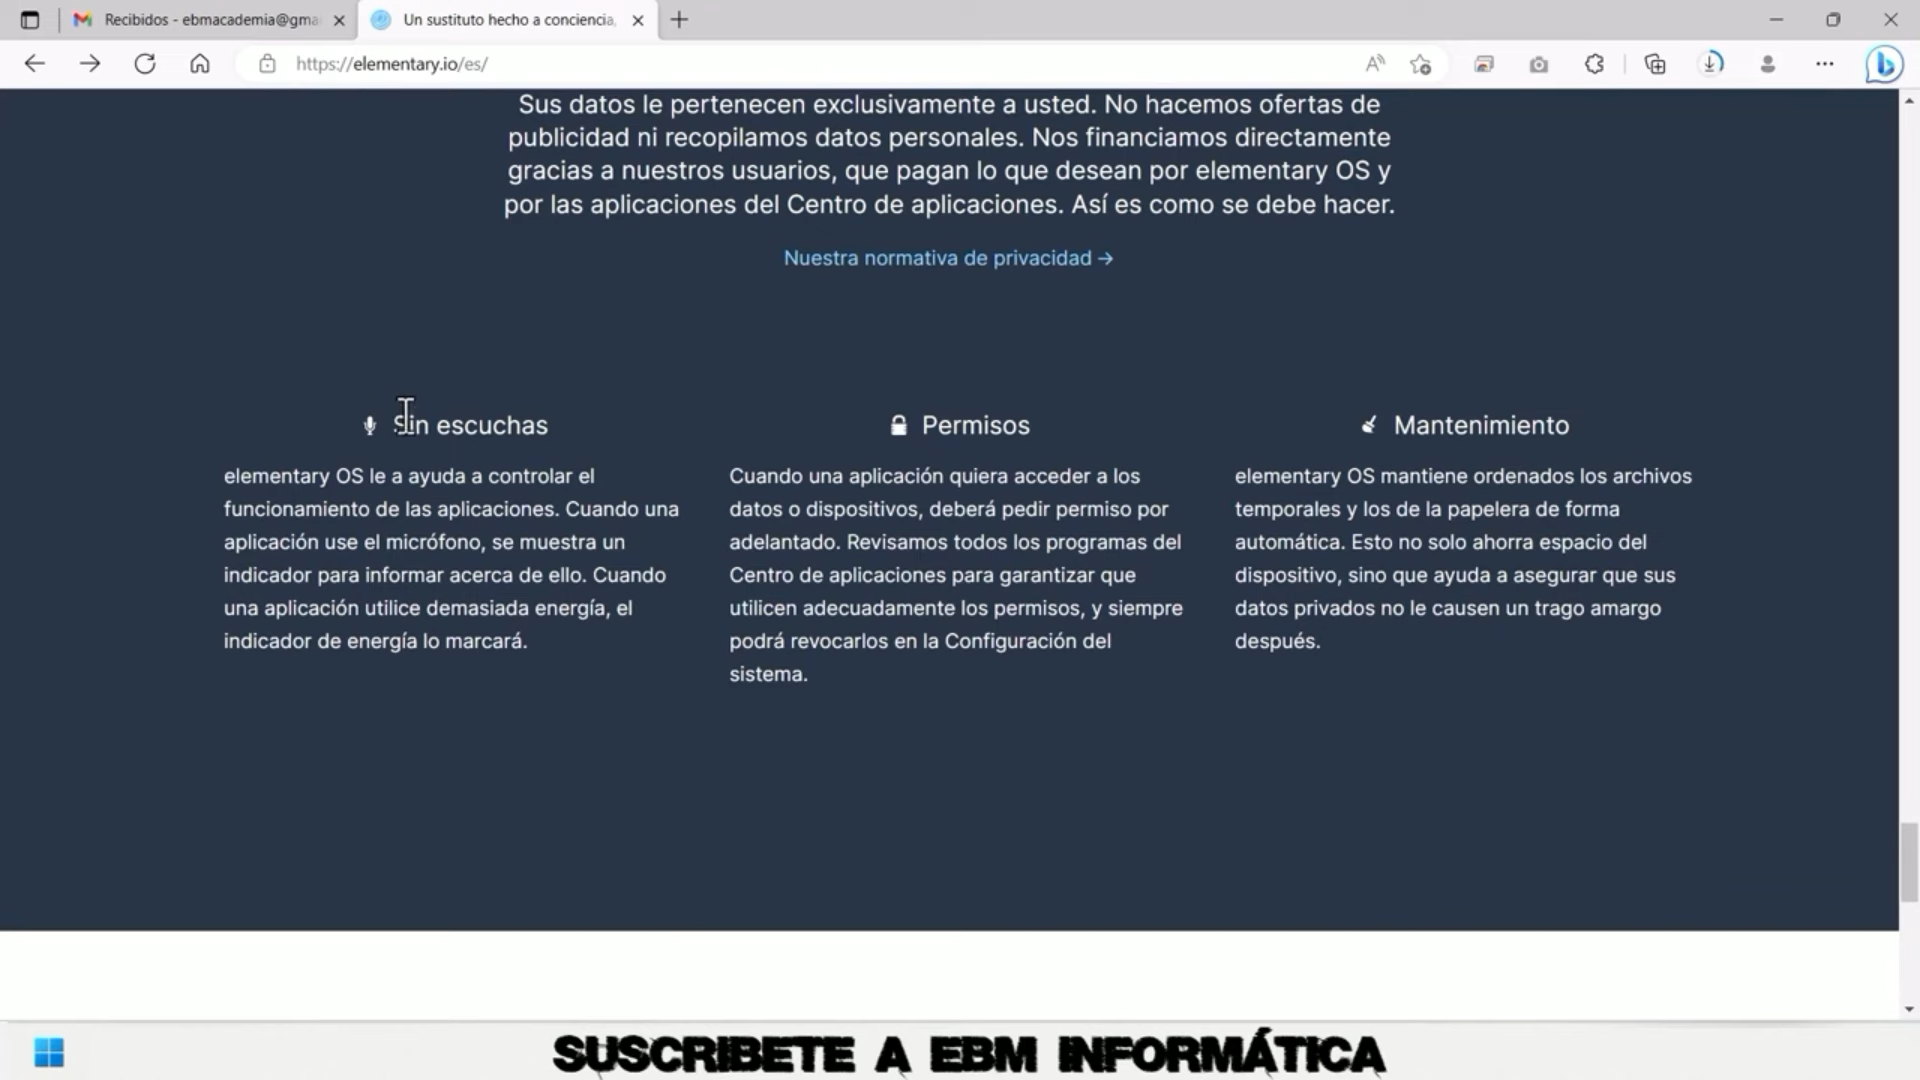 Recibidos - ebmacademia@gma
Un sustituto hecho a conciencia,
https://elementary.io/es/
Sus datos le pertenecen exclusivamente a usted. No hacemos ofertas de
publicidad ni recopilamos datos personales. Nos financiamos directamente
gracias a nuestros usuarios, que pagan lo que desean por elementary OS y
por las aplicaciones del Centro de aplicaciones. Así es como se debe hacer.
Nuestra normativa de privacidad →
Sin escuchas
elementary OS le a ayuda a controlar el
funcionamiento de las aplicaciones. Cuando una
aplicación use el micrófono, se muestra un
indicador para informar acerca de ello. Cuando
una aplicación utilice demasiada energía, el
indicador de energía lo marcará.
Permisos
Cuando una aplicación quiera acceder a los
datos o dispositivos, deberá pedir permiso por
adelantado. Revisamos todos los programas del
Centro de aplicaciones para garantizar que
utilicen adecuadamente los permisos, y siempre
podrá revocarlos en la Configuración del
sistema.
Mantenimiento
elementary OS mantiene ordenados los archivos
temporales y los de la papelera de forma
automática. Esto no solo ahorra espacio del
dispositivo, sino que ayuda a asegurar que sus
datos privados no le causen un trago amargo
después.
SUSCRIBETE A EBM INFORMÁTICA